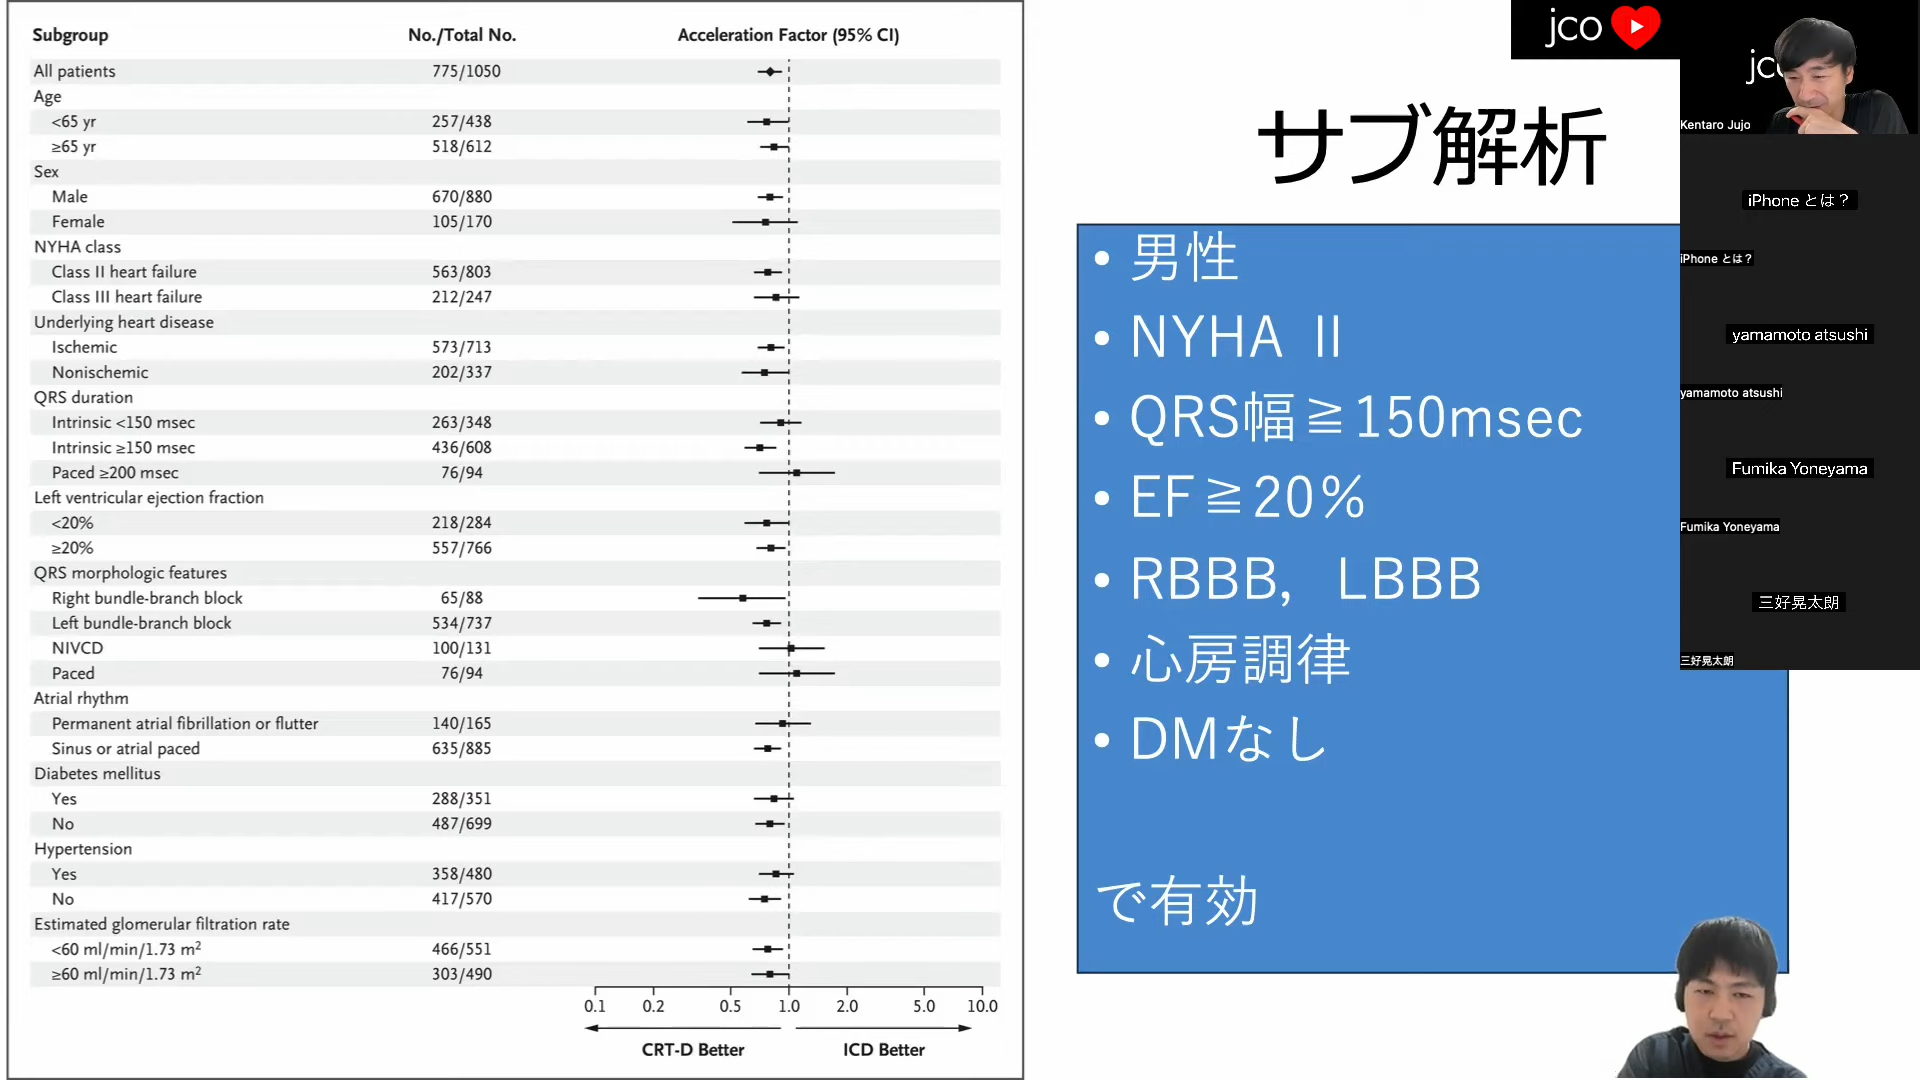 Subgroup No./Total No. Acceleration Factor (95% CI)
All patients 775/1050
Age
<65 yr 257/438
≥65 yr 518/612
Sex
Male 670/880
Female 105/170
NYHA class
Class II heart failure 563/803
Class III heart failure 212/247
Underlying heart disease
Ischemic 573/713
Nonischemic 202/337
QRS duration
Intrinsic <150 msec 263/348
Intrinsic ≥150 msec 436/608
Paced ≥200 msec 76/94
Left ventricular ejection fraction
<20% 218/284
≥20% 557/766
QRS morphologic features
Right bundle-branch block 65/88
Left bundle-branch block 534/737
NIVCD 100/131
Paced 76/94
Atrial rhythm
Permanent atrial fibrillation or flutter 140/165
Sinus or atrial paced 635/885
Diabetes mellitus
Yes 288/351
No 487/699
Hypertension
Yes 358/480
No 417/570
Estimated glomerular filtration rate
<60 ml/min/1.73 m² 466/551
≥60 ml/min/1.73 m² 303/490
0.1 0.2 0.5 1.0 2.0 5.0 10.0
CRT-D Better ICD Better
サブ解析
• 男性
• NYHA Ⅱ
• QRS幅≧150msec
• EF≧20%
• RBBB, LBBB
• 心房調律
• DMなし
で有効
jco
jc
Kentaro Jujo
iPhone とは？
iPhone とは？
yamamoto atsushi
yamamoto atsushi
Fumika Yoneyama
Fumika Yoneyama
三好晃太朗
三好晃太朗